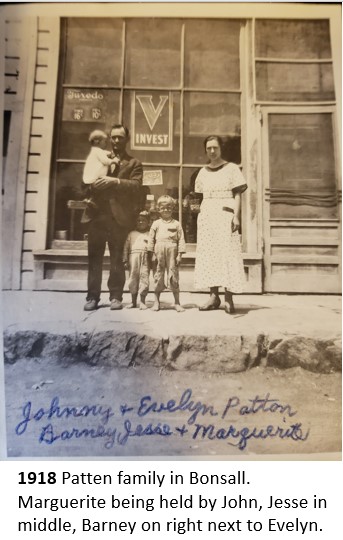 Tuxedo
V
INVEST
Johnny + Evelyn Patton
Barney, Jesse + Marguerite
1918 Patten family in Bonsall.
Marguerite being held by John, Jesse in
middle, Barney on right next to Evelyn.